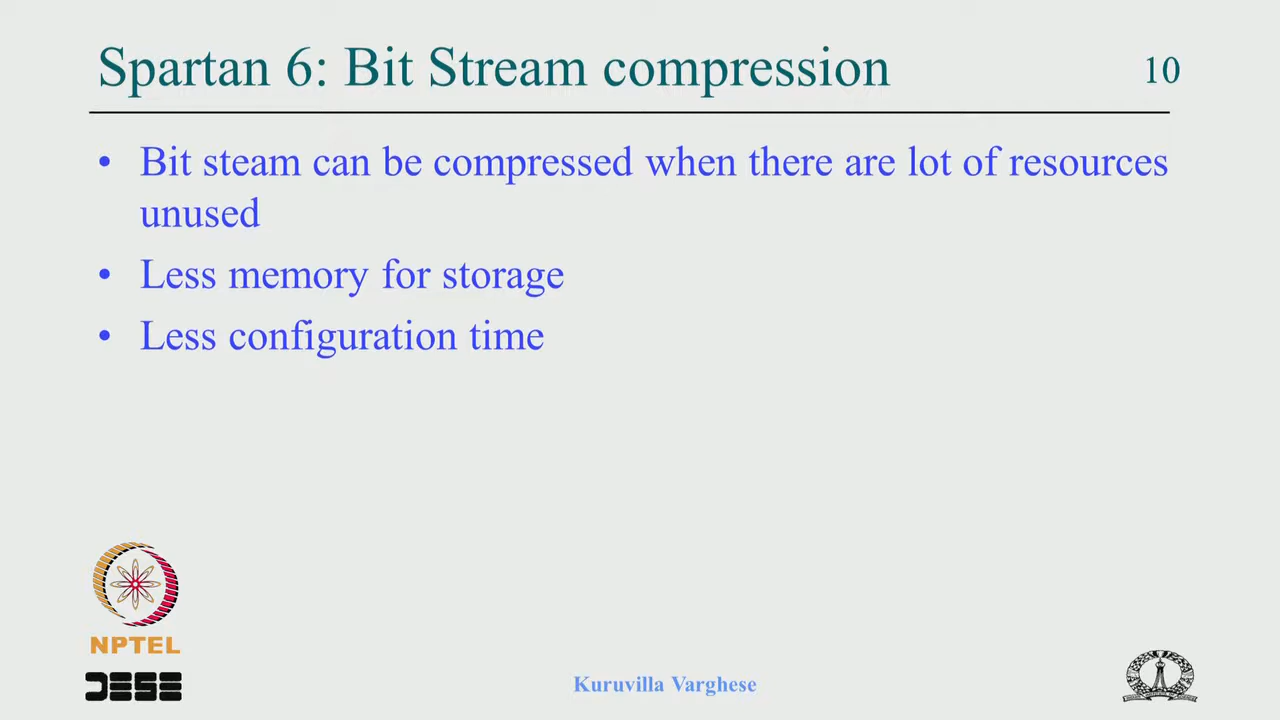 Spartan 6: Bit Stream compression
10
• Bit steam can be compressed when there are lot of resources
unused
• Less memory for storage
• Less configuration time
NPTEL
DESE
Kuruvilla Varghese